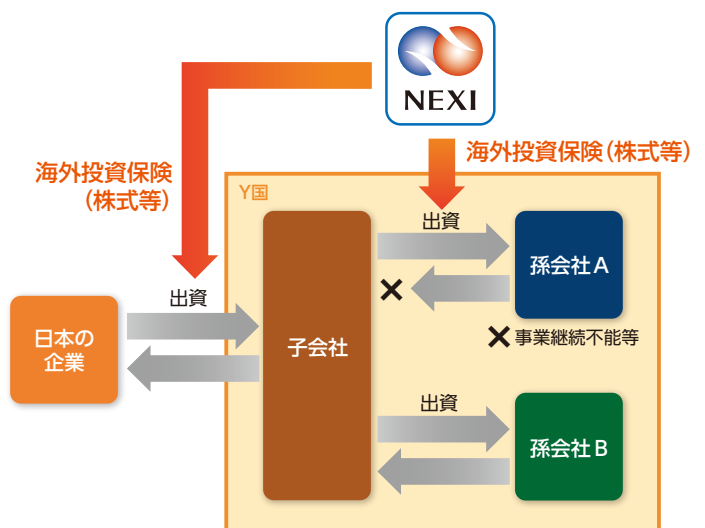 NEXI
海外投資保険
(株式等)
海外投資保険(株式等)
Y国
出資
孫会社A
出資
日本の
企業
子会社
事業継続不能等
出資
孫会社B